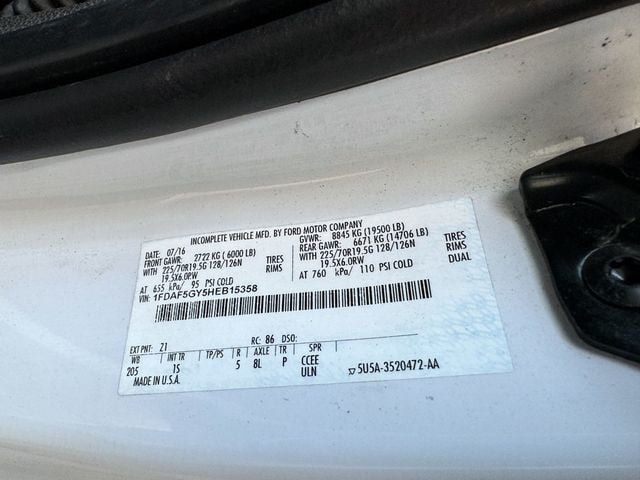 INCOMPLETE VEHICLE MFD. BY FORD MOTOR COMPANY
07/16 GVWR: 8845 KG (19500 LB)
FRONT GAWR: 2722 KG ( 6000 LB) REAR GAWR: 6671 KG (14706 LB)
WITH 225/70R19.5G 128/126N TIRES WITH 225/70R19.5G 128/126N TIRES
19.5X6.0RW RIMS 19.5X6.0RW RIMS
AT 655 kPa/ 95 PSI COLD AT 760 kPa/ 110 PSI COLD DUAL
1FDAF5GY5HEB15358
EXT PNT: Z1 RC: 86 DSO:
WB INT TR TP/PS R AXLE TR SPR
205 1S 5 8L P CCEE
MADE IN U.S.A. ULN 5U5A-3520472-AA